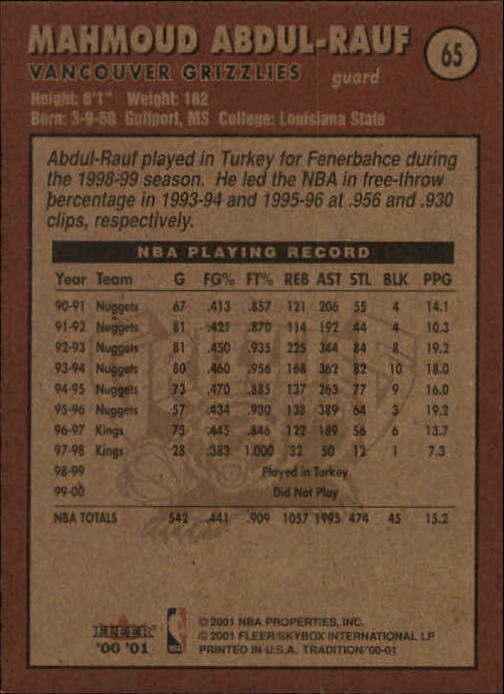 MAHMOUD ABDUL-RAUF 65
VANCOUVER GRIZZLIES guard
Height: 6'1" Weight: 162
Born: 3-9-69 Gulfport, MS College: Louisiana State
Abdul-Rauf played in Turkey for Fenerbahce during
the 1998-99 season. He led the NBA in free-throw
percentage in 1993-94 and 1995-96 at .956 and .930
clips, respectively.
NBA PLAYING RECORD
Year Team G FG% FT% REB AST STL BLK PPG
90-91 Nuggets 67 .413 .857 121 206 55 4 14.1
91-92 Nuggets 81 .421 .870 114 192 44 4 10.3
92-93 Nuggets 81 .450 .935 225 344 84 8 19.2
93-94 Nuggets 80 .460 .956 168 362 82 10 18.0
94-95 Nuggets 73 .470 .885 137 263 77 9 16.0
95-96 Nuggets 57 .434 .930 138 389 64 3 19.2
96-97 Kings 75 .445 .846 122 189 56 6 13.7
97-98 Kings 28 .383 1.000 32 50 12 1 7.3
98-99 Played in Turkey
99-00 Did Not Play
NBA TOTALS 542 .441 .909 1057 1995 474 45 15.2
FLEER
'00 '01
© 2001 NBA PROPERTIES, INC.
© 2001 FLEER/SKYBOX INTERNATIONAL LP
PRINTED IN U.S.A. TRADITION/'00-01